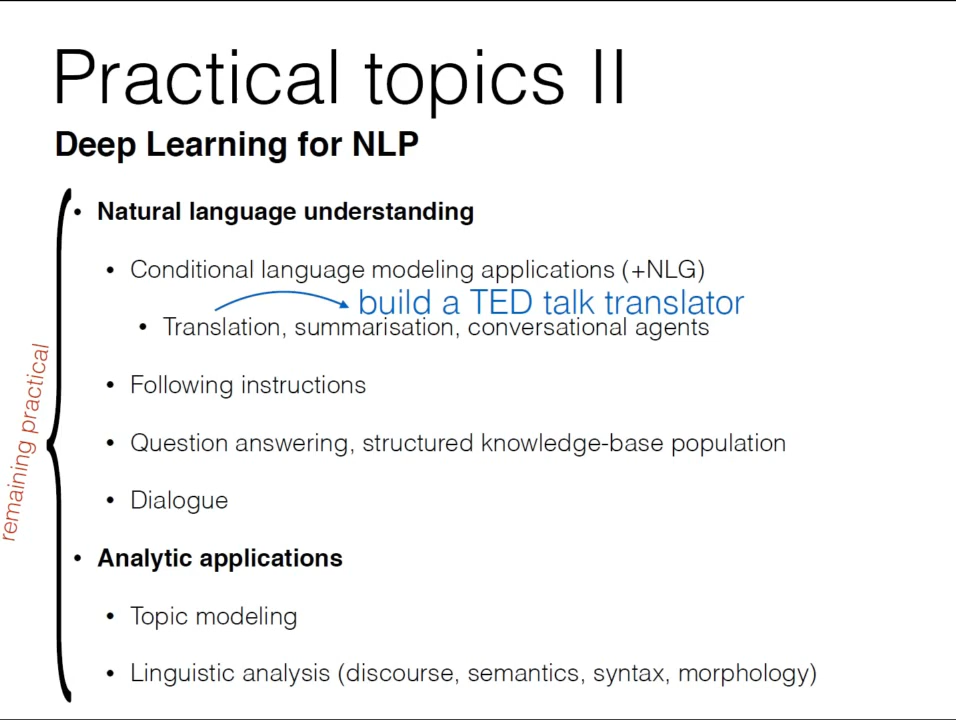 Practical topics II
Deep Learning for NLP
• Natural language understanding
• Conditional language modeling applications (+NLG)
build a TED talk translator
• Translation, summarisation, conversational agents
• Following instructions
• Question answering, structured knowledge-base population
• Dialogue
• Analytic applications
• Topic modeling
• Linguistic analysis (discourse, semantics, syntax, morphology)
remaining practical